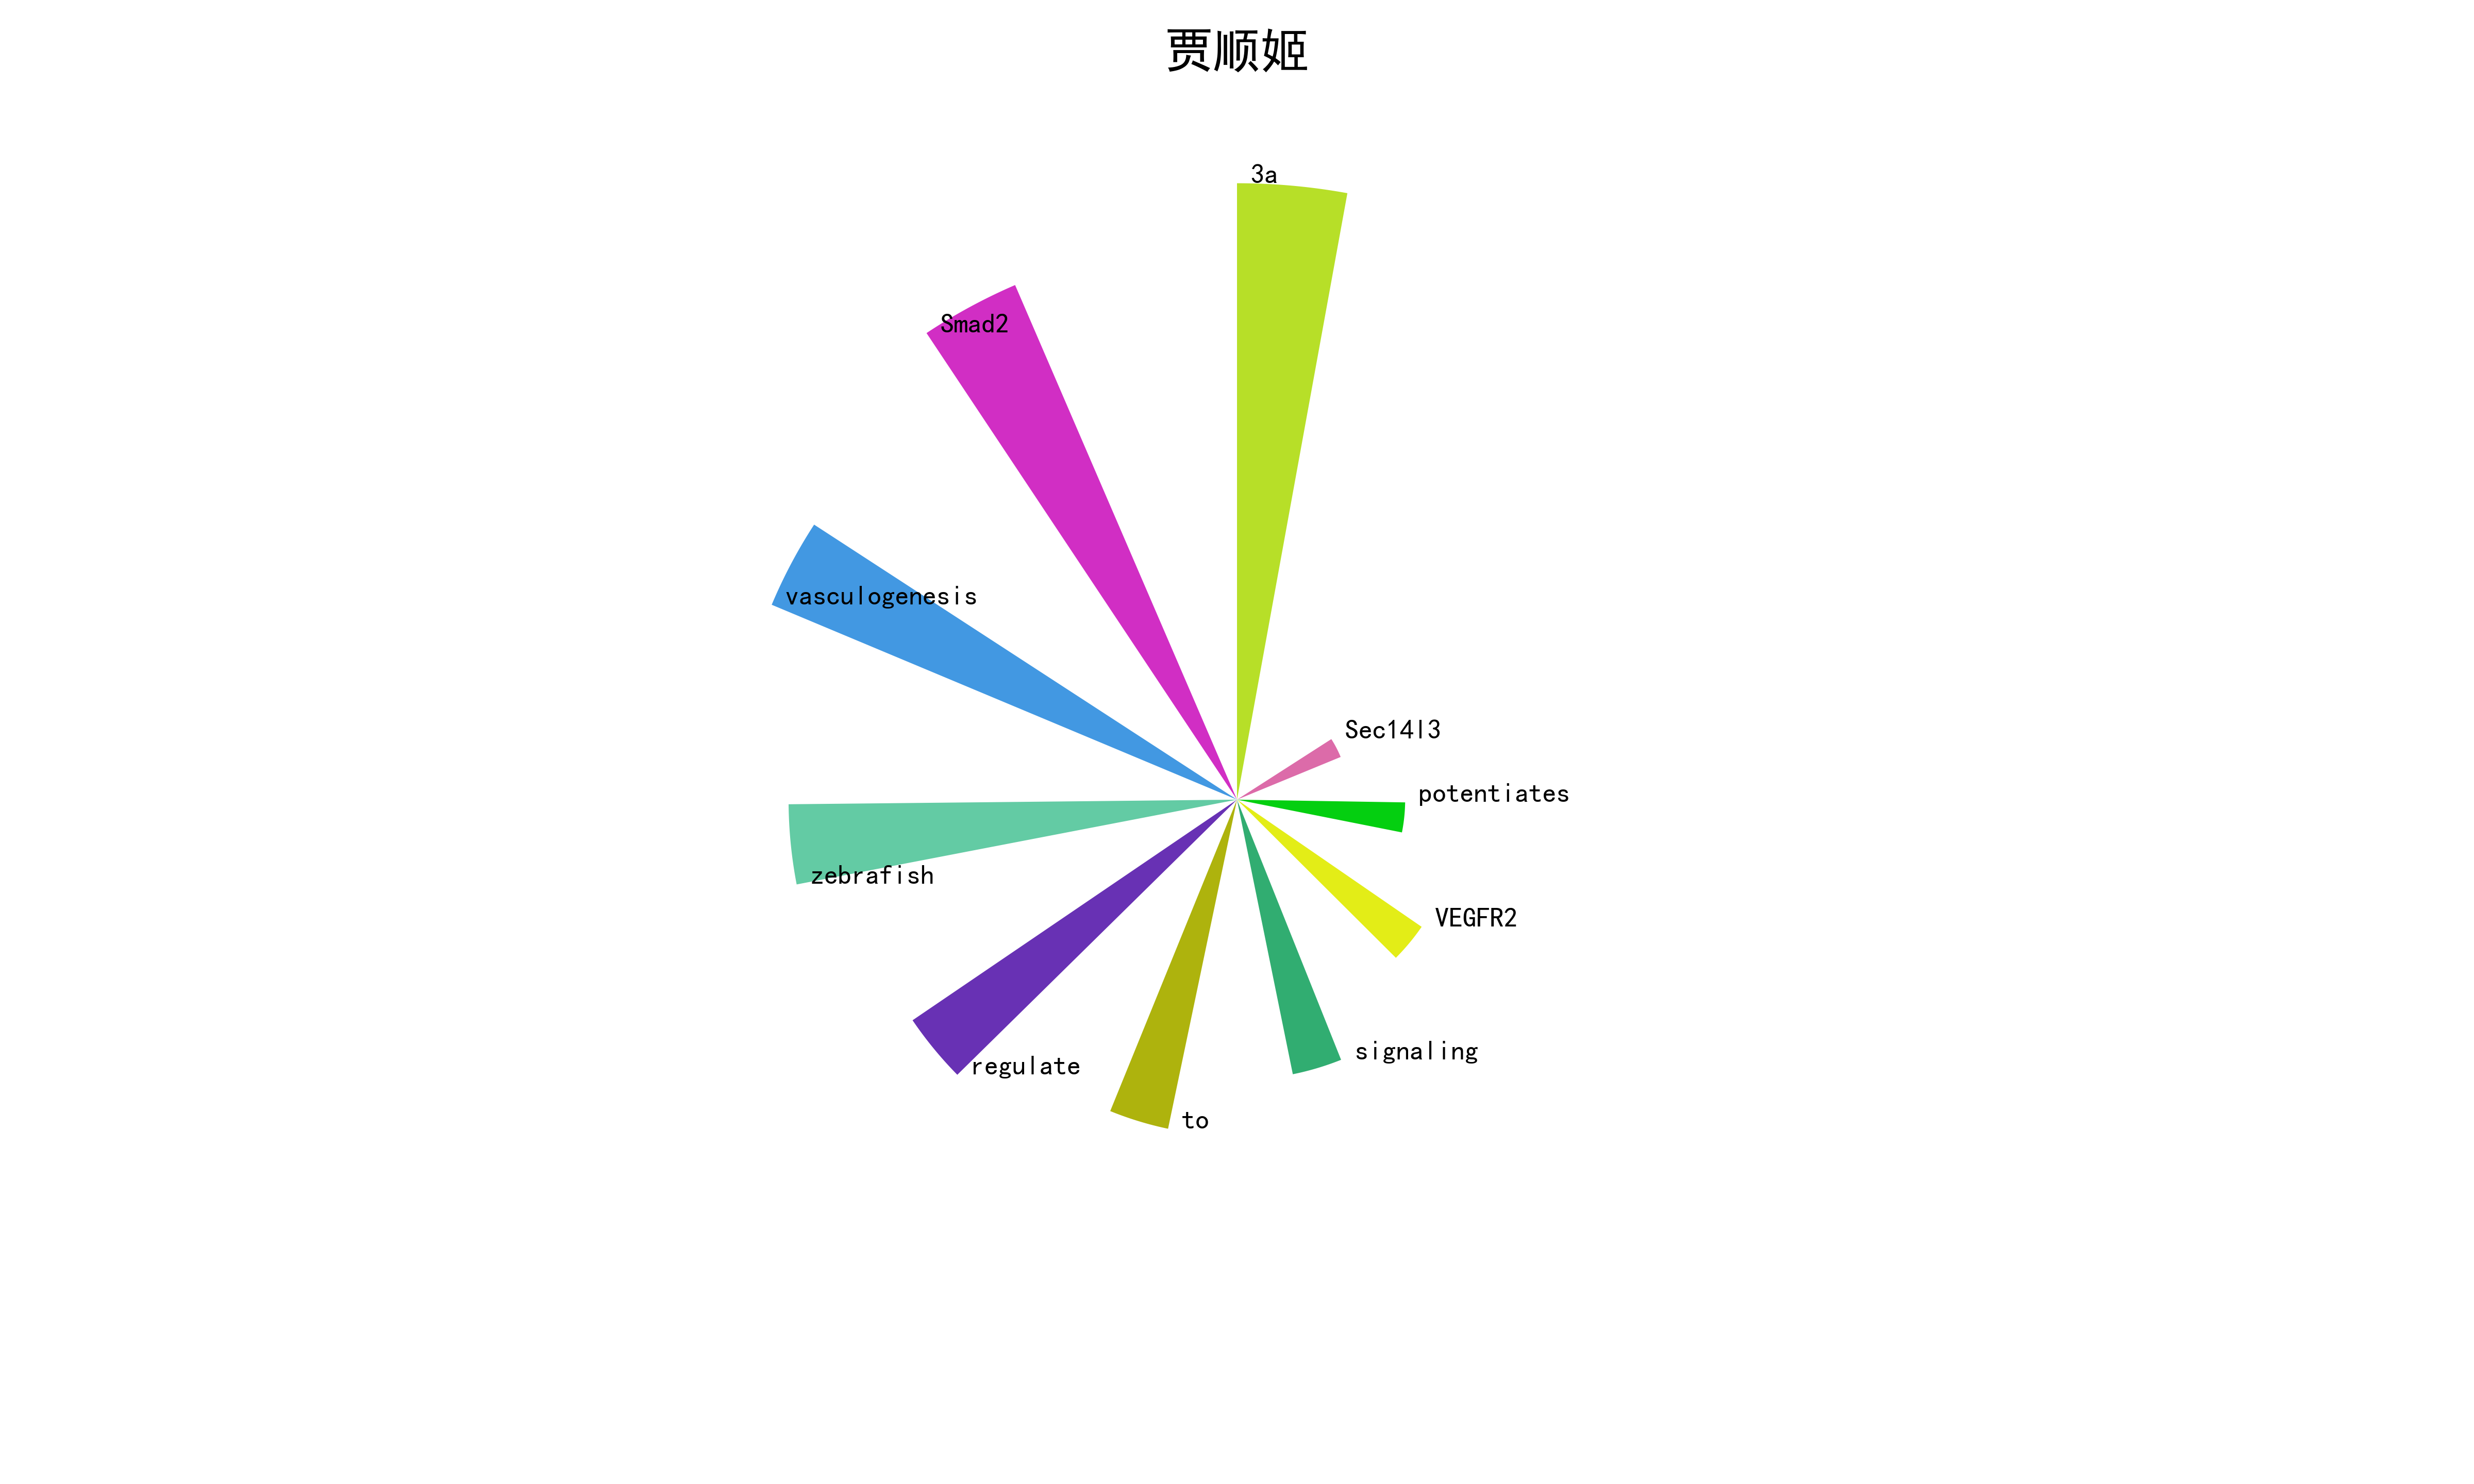 贾顺姬
3a
Smad2
vasculogenesis
Sec14l3
potentiates
zebrafish
VEGFR2
signaling
regulate
to